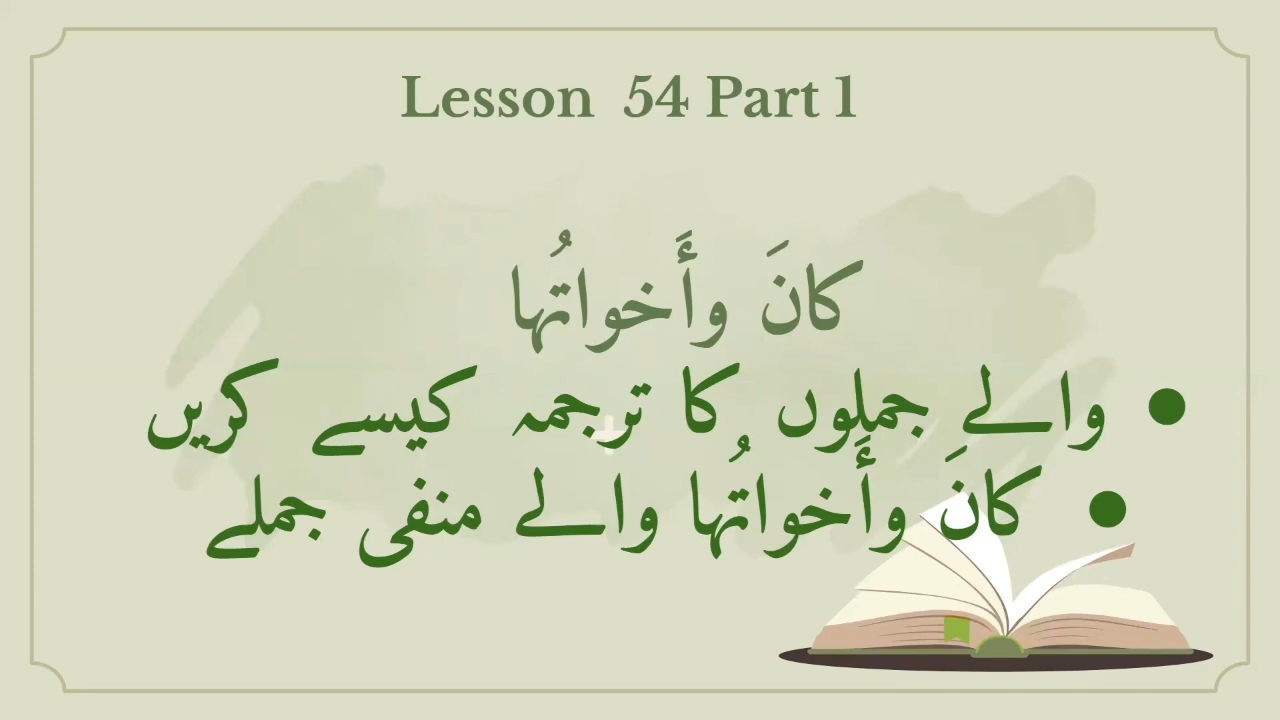 Lesson 54 Part 1
كانَ وأَخواتُها
• والے جملوں کا ترجمہ کیسے کریں
• كانَ وأَخواتُها والے منفی جملے